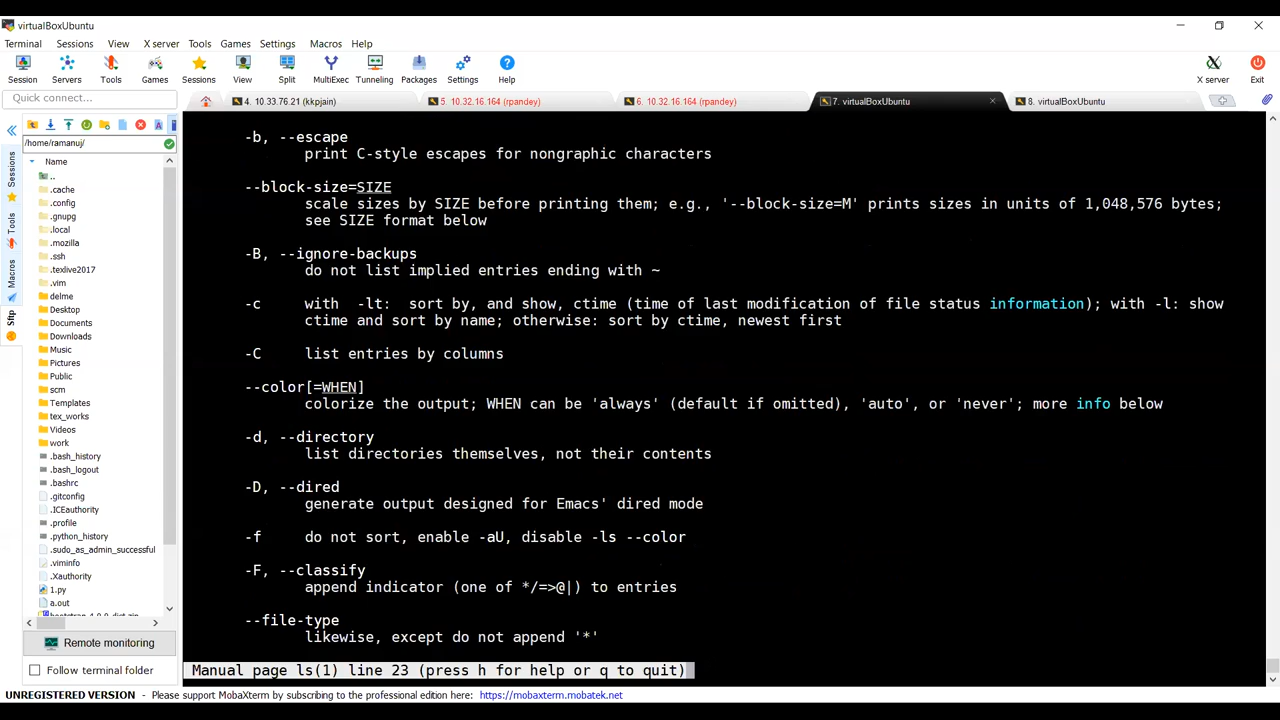 virtualBoxUbuntu
Terminal Sessions View X server Tools Games Settings Macros Help
Session Servers Tools Games Sessions View Split MultiExec Tunneling Packages Settings Help X server Exit
Quick connect...
4. 10.33.76.21 (kkpjain) 5. 10.32.16.164 (rpandey) 6. 10.32.16.164 (rpandey) 7. virtualBoxUbuntu 8. virtualBoxUbuntu
Sessions
Tools
Macros
Sftp
/home/ramanuj/
Name
..
.cache
.config
.gnupg
.local
.mozilla
.ssh
.texlive2017
.vim
delme
Desktop
Documents
Downloads
Music
Pictures
Public
scm
Templates
tex_works
Videos
work
.bash_history
.bash_logout
.bashrc
.gitconfig
.ICEauthority
.profile
.python_history
.sudo_as_admin_successful
.viminfo
.Xauthority
1.py
a.out
Remote monitoring
Follow terminal folder
-b, --escape
print C-style escapes for nongraphic characters
--block-size=SIZE
scale sizes by SIZE before printing them; e.g., '--block-size=M' prints sizes in units of 1,048,576 bytes;
see SIZE format below
-B, --ignore-backups
do not list implied entries ending with ~
-c with -lt: sort by, and show, ctime (time of last modification of file status information); with -l: show
ctime and sort by name; otherwise: sort by ctime, newest first
-C list entries by columns
--color[=WHEN]
colorize the output; WHEN can be 'always' (default if omitted), 'auto', or 'never'; more info below
-d, --directory
list directories themselves, not their contents
-D, --dired
generate output designed for Emacs' dired mode
-f do not sort, enable -aU, disable -ls --color
-F, --classify
append indicator (one of */=>@|) to entries
--file-type
likewise, except do not append '*'
Manual page ls(1) line 23 (press h for help or q to quit)
UNREGISTERED VERSION - Please support MobaXterm by subscribing to the professional edition here: https://mobaxterm.mobatek.net